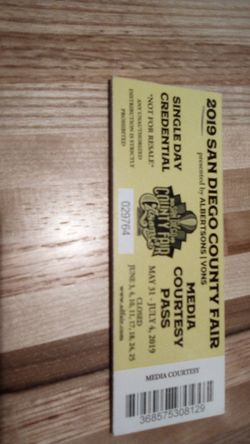 2019 SAN DIEGO COUNTY FAIR
presented by ALBERTSONS | VONS
SINGLE DAY
CREDENTIAL
*NOT FOR RESALE*
ANY UNAUTHORIZED
DISTRIBUTION IS STRICTLY
PROHIBITED
029764
COUNTY FAIR
MEDIA
COURTESY
PASS
MAY 31 - JULY 4, 2019
CLOSED
JUNE 3, 4, 10, 11, 17, 18, 24, 25
www.sdfair.com
MEDIA COURTESY
368575308129